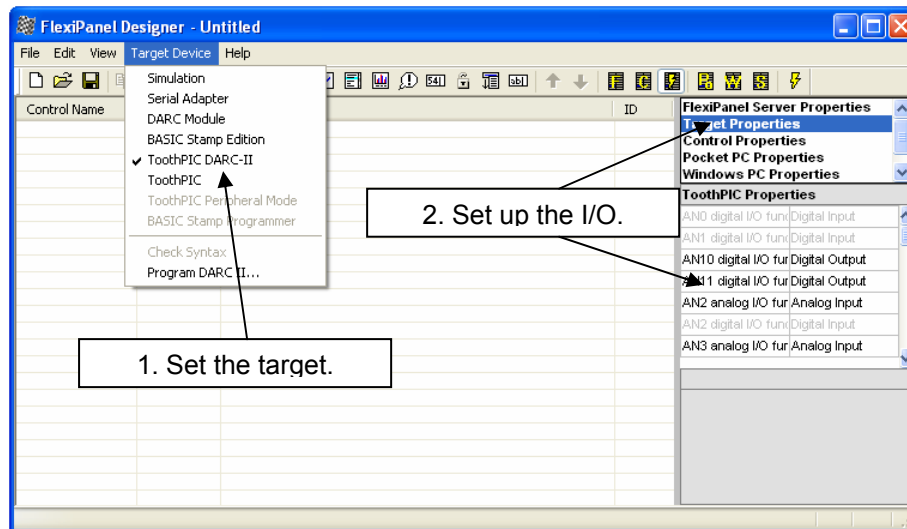 FlexiPanel Designer - Untitled
File Edit View Target Device Help
Simulation
Serial Adapter
DARC Module
BASIC Stamp Edition
ToothPIC DARC-II
ToothPIC
ToothPIC Peripheral Mode
BASIC Stamp Programmer
Check Syntax
Program DARC II...
Control Name
ID
FlexiPanel Server Properties
Target Properties
Control Properties
Pocket PC Properties
Windows PC Properties
ToothPIC Properties
AN0 digital I/O func Digital Input
AN1 digital I/O func Digital Input
AN10 digital I/O fur Digital Output
AN11 digital I/O fur Digital Output
AN2 analog I/O fur Analog Input
AN2 digital I/O func Digital Input
AN3 analog I/O fur Analog Input
1. Set the target.
2. Set up the I/O.